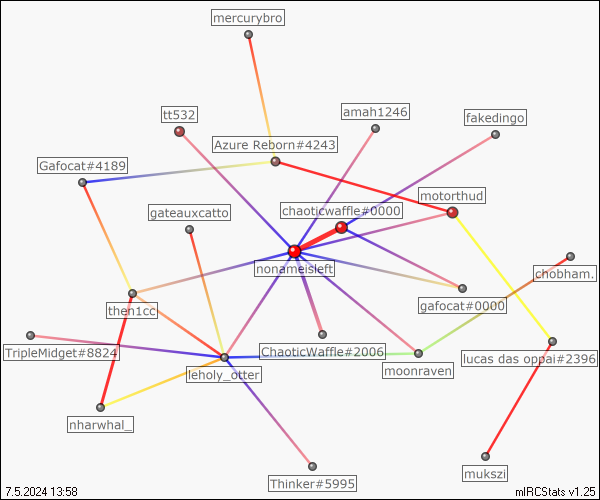 mercurybro
tt532
amah1246
fakedingo
Azure Reborn#4243
Gafocat#4189
motorthud
gateauxcatto
chaoticwaffle#0000
nonameisleft
chobham.
gafocat#0000
then1cc
TripleMidget#8824
ChaoticWaffle#2006
lucas das oppai#2396
leholy_otter
moonraven
nharwhal_
mukszi
Thinker#5995
7.5.2024 13:58
mIRCStats v1.25